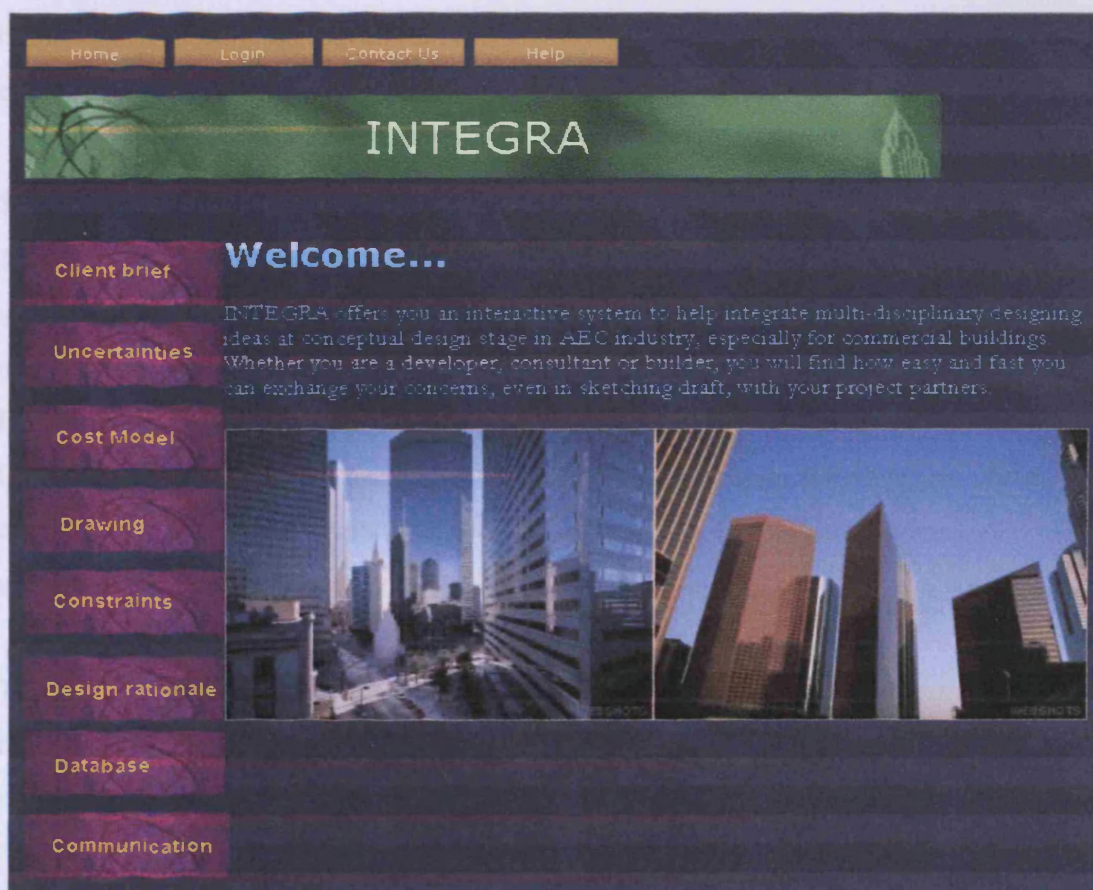 Home Login Contact Us Help
INTEGRA
Client brief
Uncertainties
Cost Model
Drawing
Constraints
Design rationale
Database
Communication
Welcome...
INTEGRA offers you an interactive system to help integrate multi-disciplinary designing
ideas at conceptual design stage in AEC industry, especially for commercial buildings.
Whether you are a developer, consultant or builder, you will find how easy and fast you
can exchange your concerns, even in sketching draft, with your project partners.
WEBSHOTS
WEBSHOTS